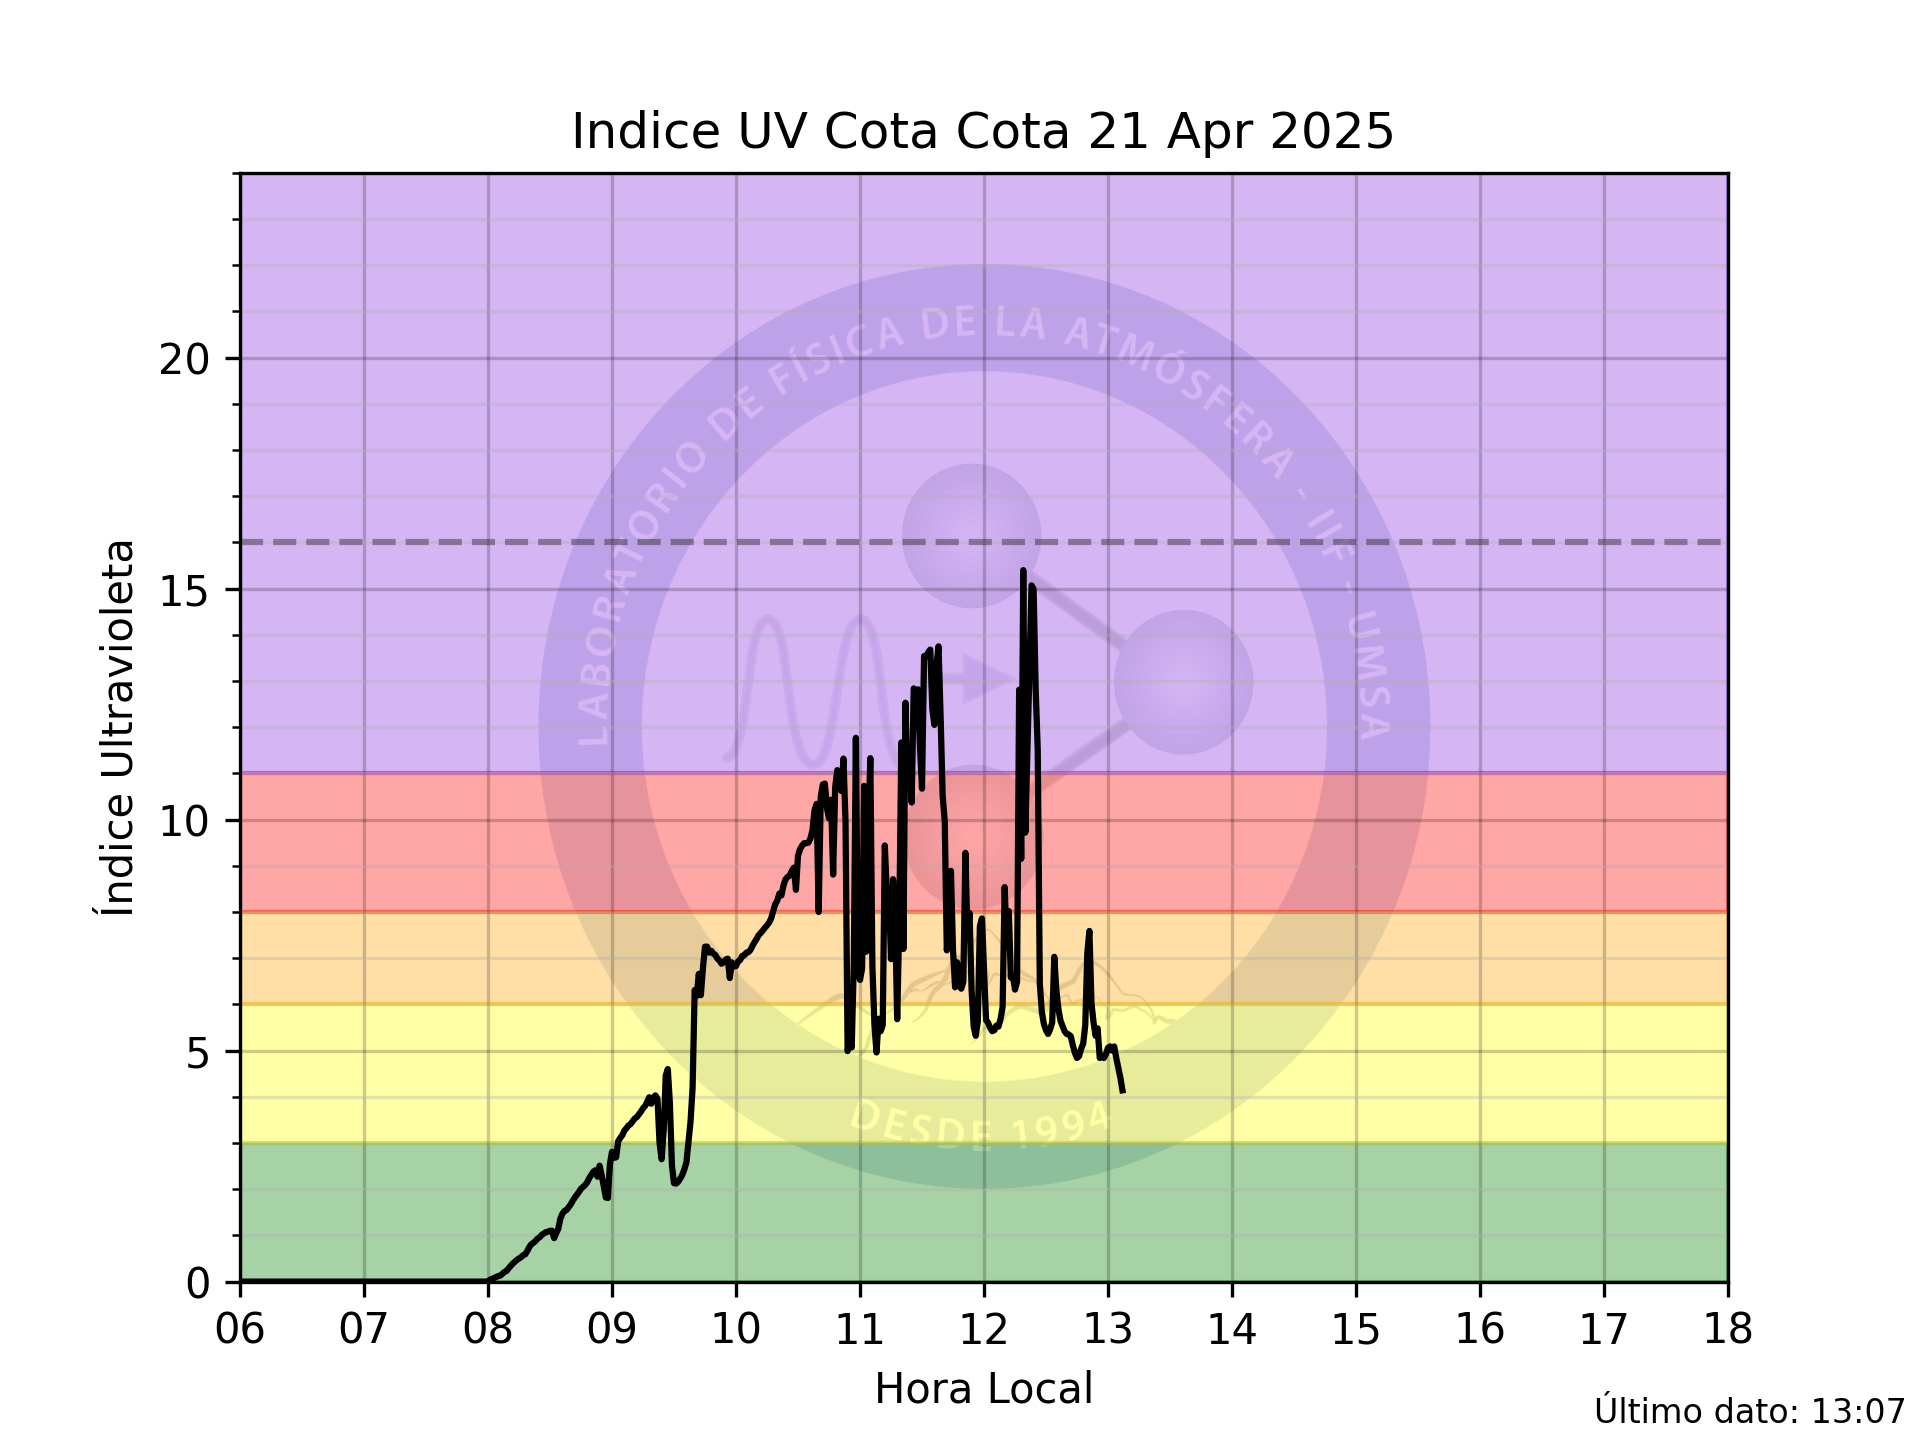 Indice UV Cota Cota 21 Apr 2025
LABORATORIO DE FÍSICA DE LA ATMÓSFERA - IIF - UMSA
DESDE 1994
Índice Ultravioleta
20
15
10
5
0
06 07 08 09 10 11 12 13 14 15 16 17 18
Hora Local
Último dato: 13:07